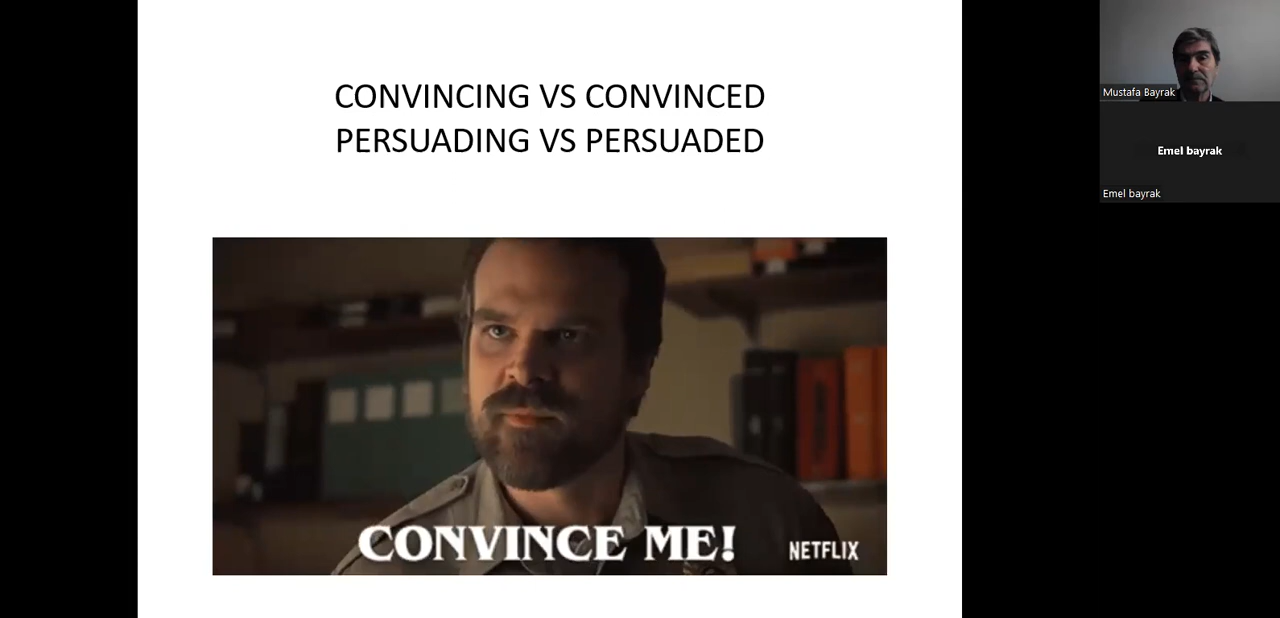 CONVINCING VS CONVINCED
PERSUADING VS PERSUADED
CONVINCE ME!
NETFLIX
Mustafa Bayrak
Emel bayrak
Emel bayrak